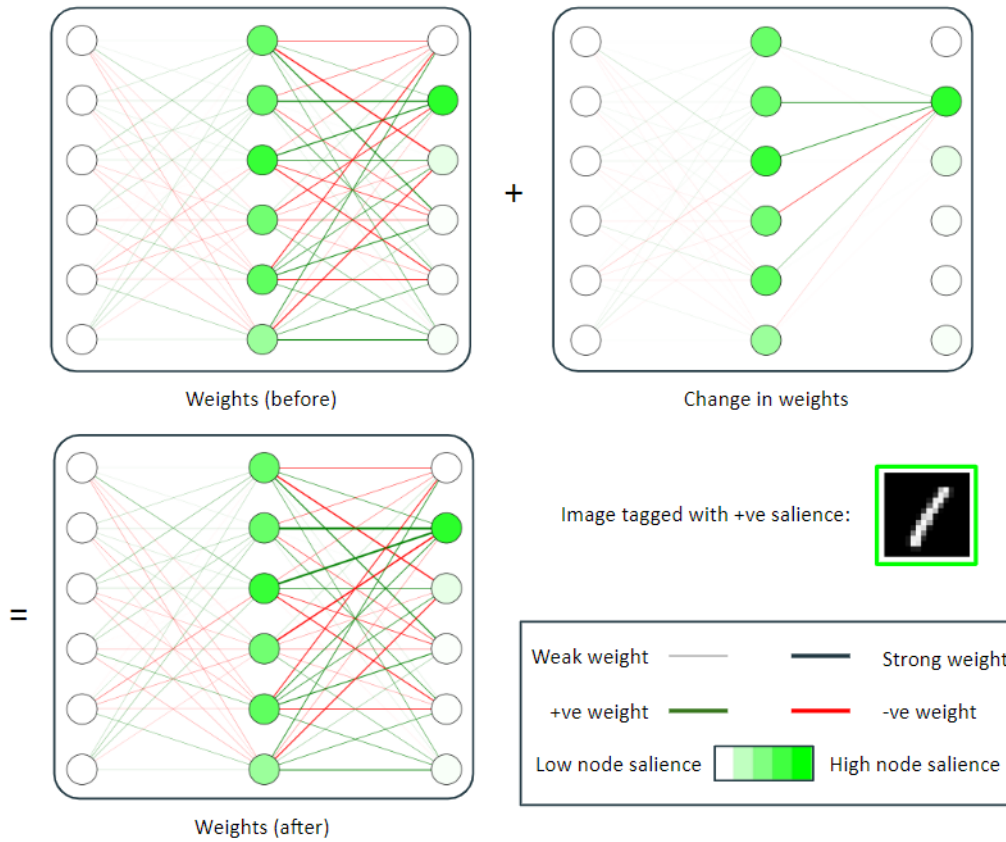 +
Weights (before)
Change in weights
=
Image tagged with +ve salience:
Weak weight
Strong weight
+ve weight
-ve weight
Low node salience
High node salience
Weights (after)